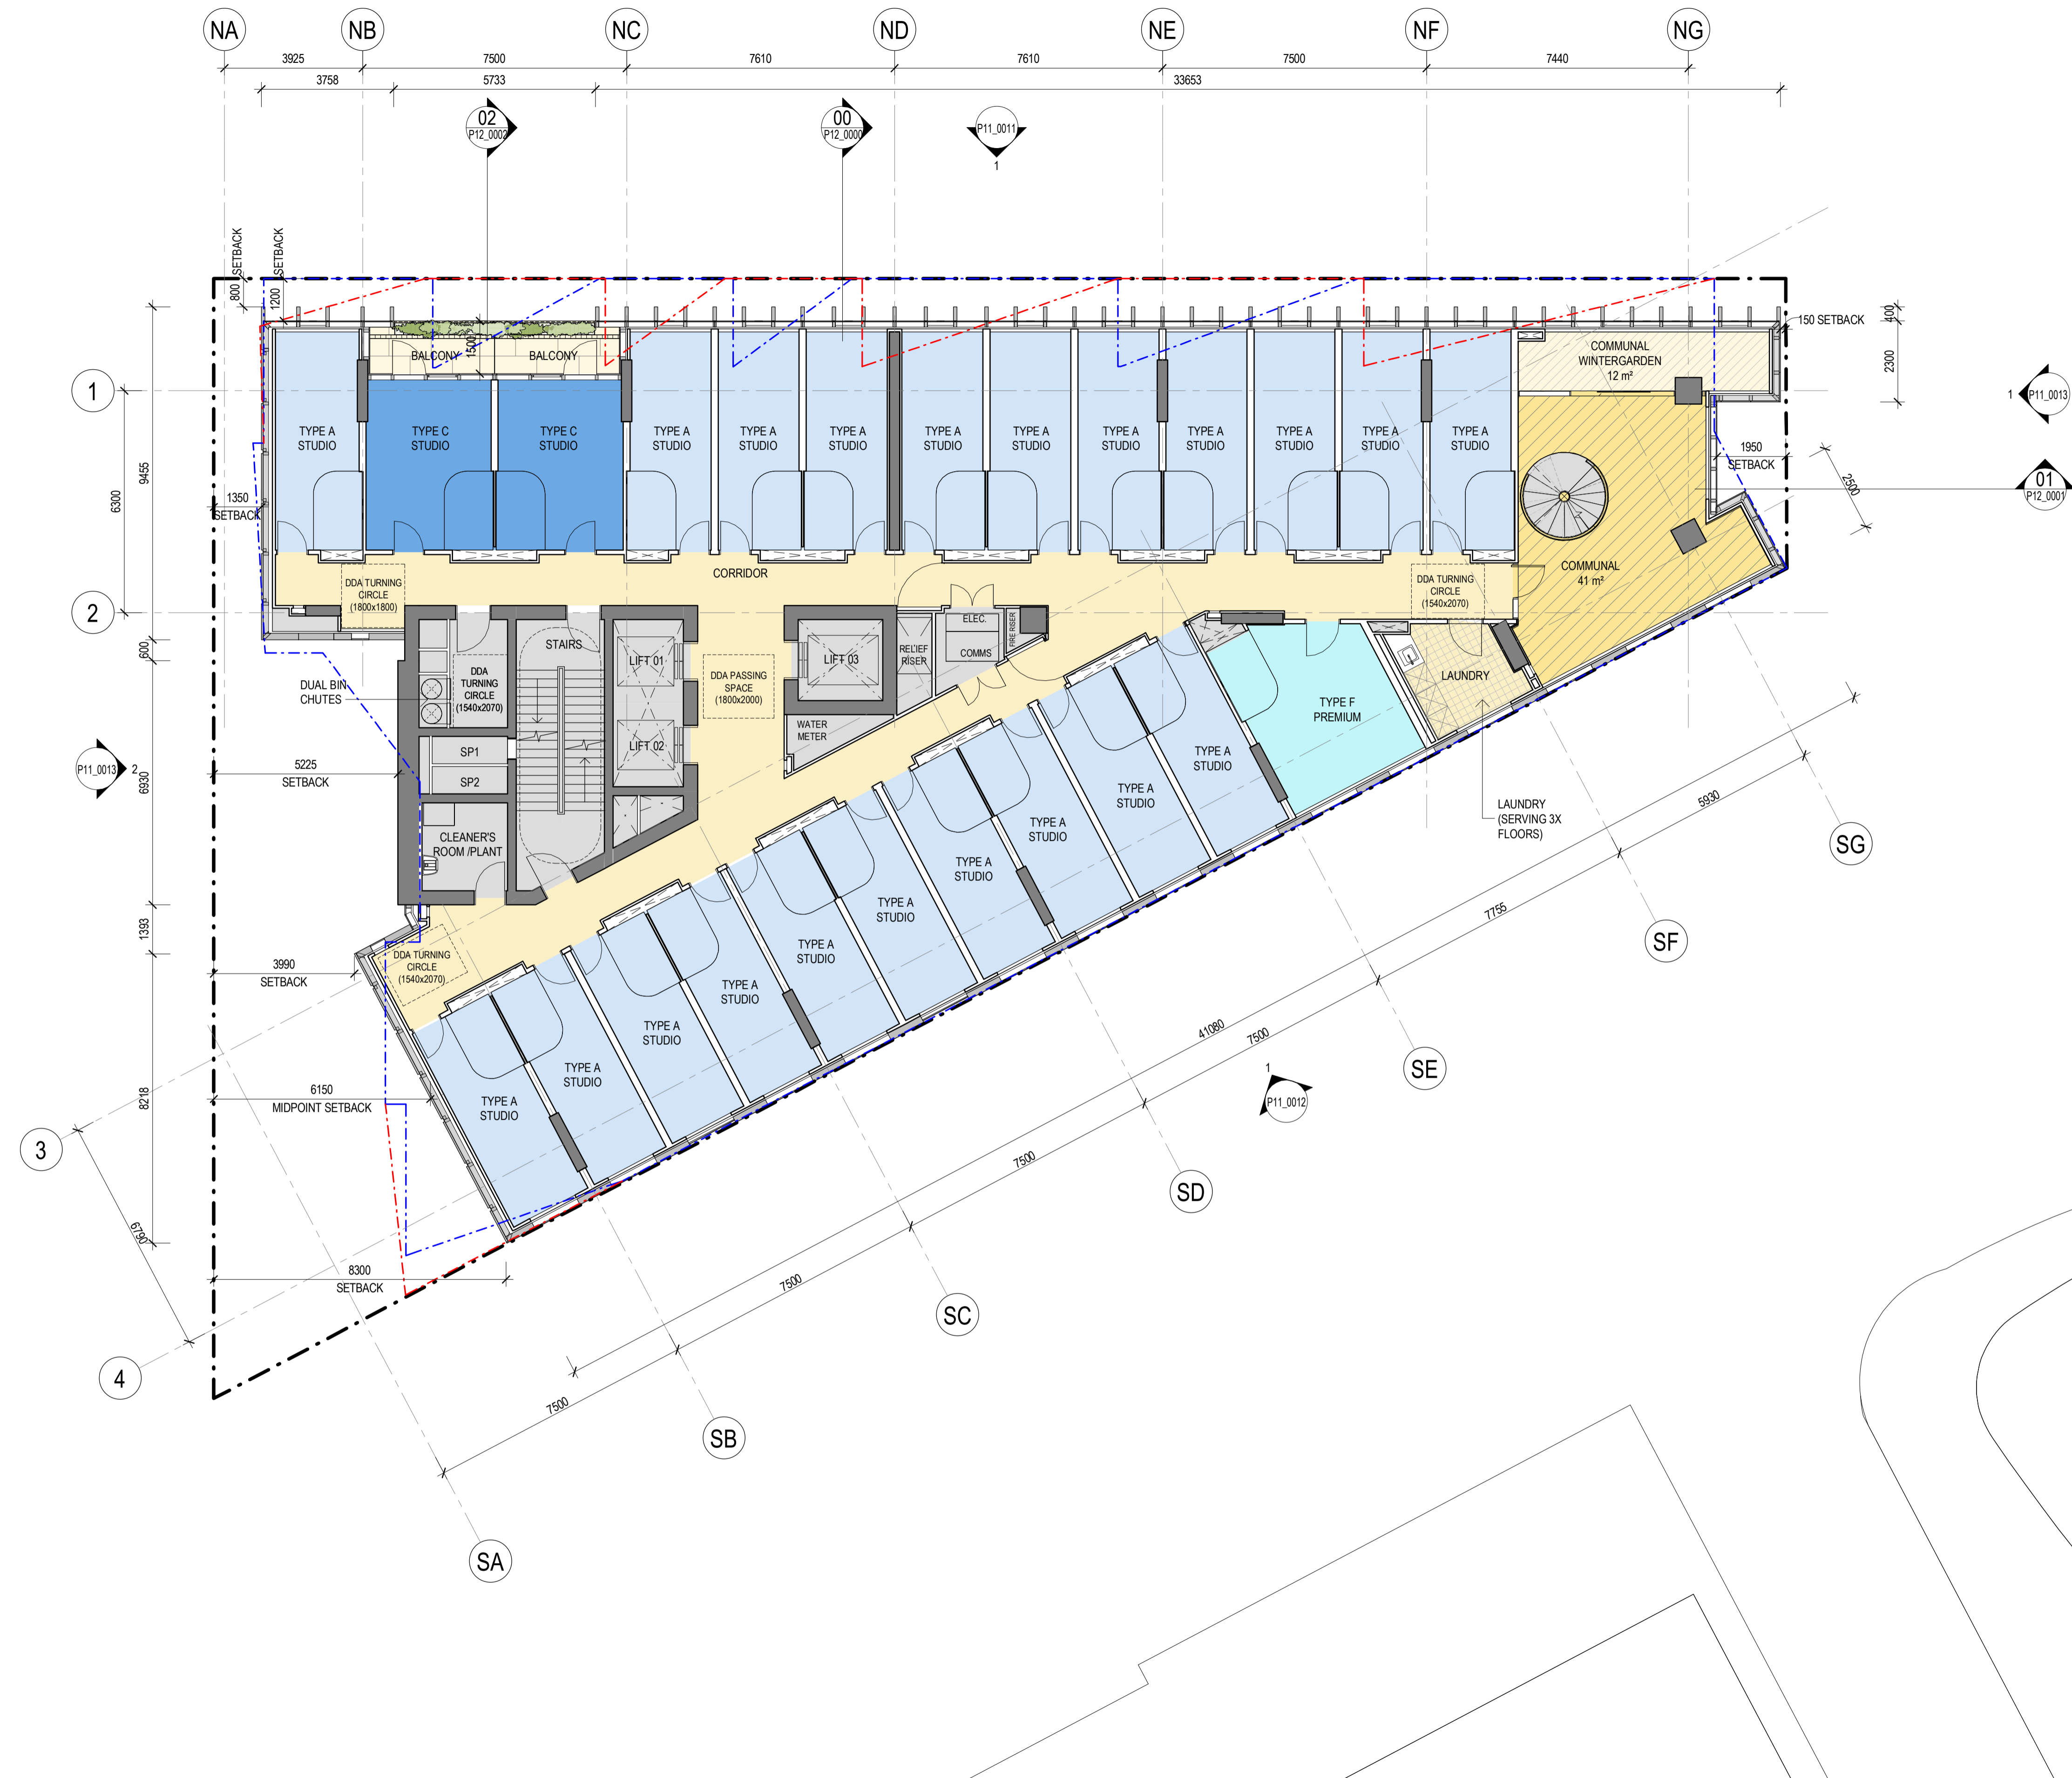 NA
NB
NC
ND
NE
NF
NG
3925
7500
7610
7610
7500
7440
3758
5733
33653
02
P12_0002
00
P12_0000
P11_0011
1
800
SETBACK
1200
SETBACK
400
150 SETBACK
2300
1500
BALCONY
BALCONY
COMMUNAL
WINTERGARDEN
12 m²
1
1
P11_0013
9455
6300
TYPE A
STUDIO
TYPE C
STUDIO
TYPE C
STUDIO
TYPE A
STUDIO
TYPE A
STUDIO
TYPE A
STUDIO
TYPE A
STUDIO
TYPE A
STUDIO
TYPE A
STUDIO
TYPE A
STUDIO
TYPE A
STUDIO
TYPE A
STUDIO
TYPE A
STUDIO
1950
SETBACK
2500
01
P12_0001
1350
SETBACK
CORRIDOR
COMMUNAL
41 m²
DDA TURNING
CIRCLE
(1800x1800)
DDA TURNING
CIRCLE
(1540x2070)
2
600
STAIRS
LIFT 01
LIFT 03
RELIEF
RISER
ELEC.
COMMS
FIRE RISER
DDA
TURNING
CIRCLE
(1540x2070)
DDA PASSING
SPACE
(1800x2000)
DUAL BIN
CHUTES
LAUNDRY
TYPE F
PREMIUM
WATER
METER
LIFT 02
SP1
SP2
P11_0013
2
5225
SETBACK
6930
CLEANER'S
ROOM /PLANT
TYPE A
STUDIO
TYPE A
STUDIO
TYPE A
STUDIO
TYPE A
STUDIO
TYPE A
STUDIO
TYPE A
STUDIO
TYPE A
STUDIO
TYPE A
STUDIO
TYPE A
STUDIO
TYPE A
STUDIO
LAUNDRY
(SERVING 3X
FLOORS)
5930
SG
1393
3990
SETBACK
DDA TURNING
CIRCLE
(1540x2070)
7755
SF
41080
7500
SE
8218
6150
MIDPOINT SETBACK
1
P11_0012
3
7500
SD
6790
8300
SETBACK
7500
SC
4
7500
SB
SA